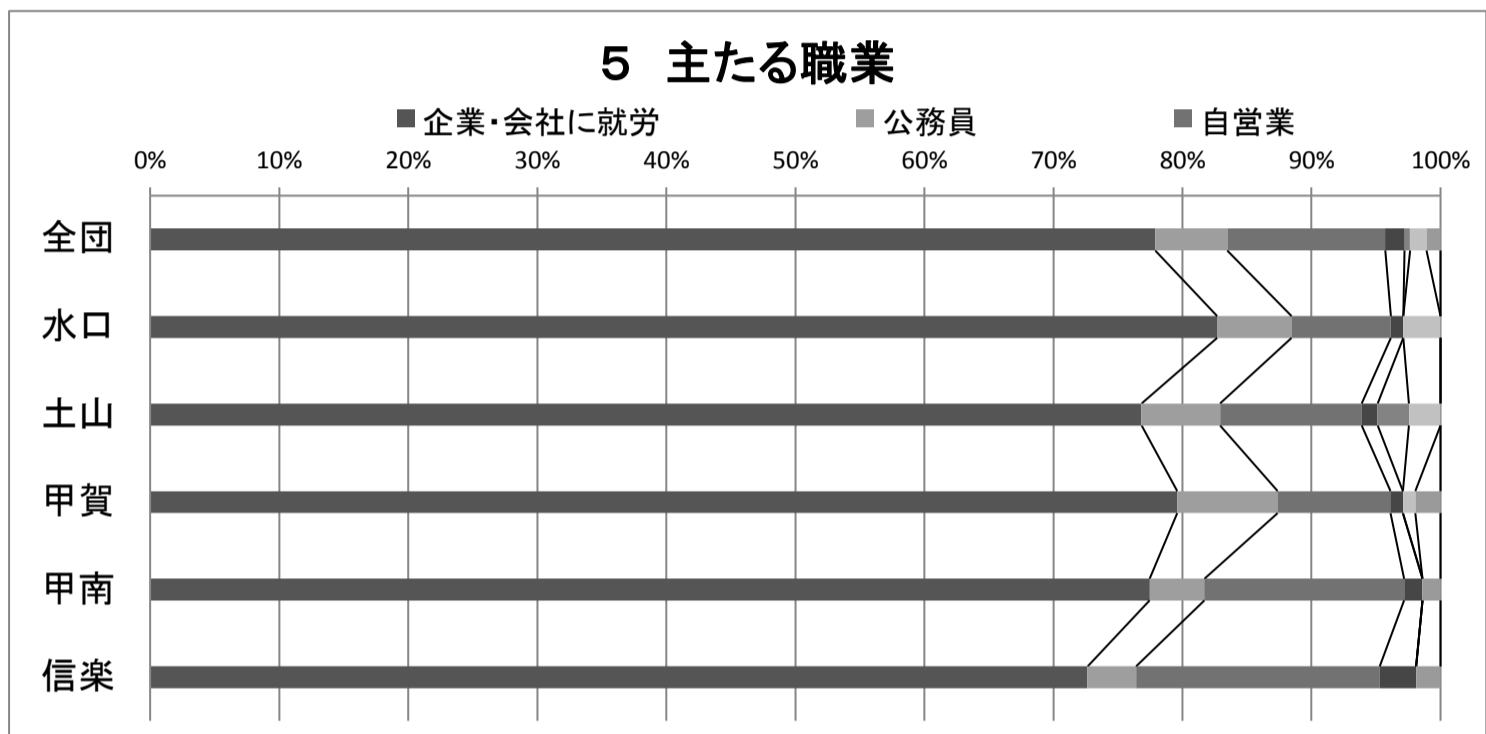 ５　主たる職業
■企業・会社に就労　■公務員　■自営業
0% 10% 20% 30% 40% 50% 60% 70% 80% 90% 100%
全団
水口
土山
甲賀
甲南
信楽